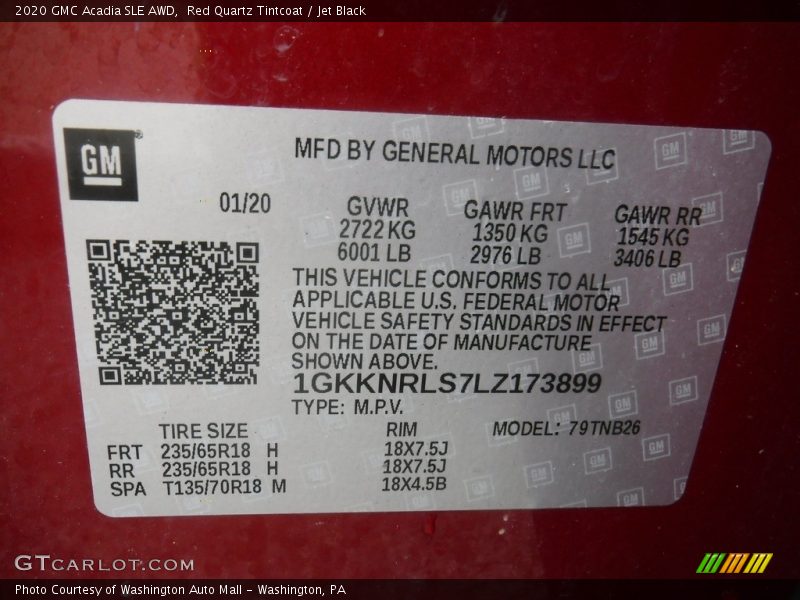 2020 GMC Acadia SLE AWD,  Red Quartz Tintcoat / Jet Black
GM
MFD BY GENERAL MOTORS LLC
01/20
GVWR GAWR FRT GAWR RR
2722 KG 1350 KG 1545 KG
6001 LB 2976 LB 3406 LB
THIS VEHICLE CONFORMS TO ALL
APPLICABLE U.S. FEDERAL MOTOR
VEHICLE SAFETY STANDARDS IN EFFECT
ON THE DATE OF MANUFACTURE
SHOWN ABOVE.
1GKKNRLS7LZ173899
TYPE: M.P.V.
TIRE SIZE RIM MODEL: 79TNB26
FRT 235/65R18 H 18X7.5J
RR 235/65R18 H 18X7.5J
SPA T135/70R18 M 18X4.5B
GTCARLOT.COM
Photo Courtesy of Washington Auto Mall - Washington, PA